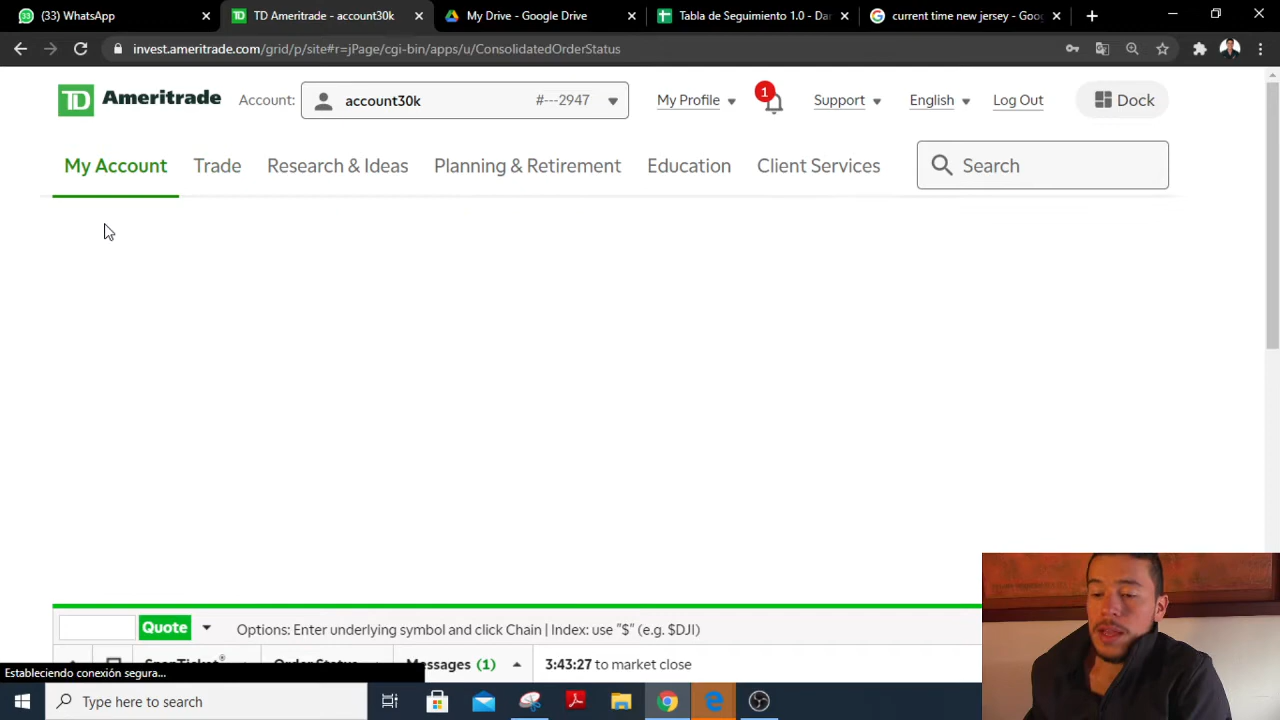 (33) WhatsApp
TD Ameritrade - account30k
My Drive - Google Drive
Tabla de Seguimiento 1.0 - Da
current time new jersey - Goo
invest.ameritrade.com/grid/p/site#r=jPage/cgi-bin/apps/u/ConsolidatedOrderStatus
TD Ameritrade
Account:
account30k
#---2947
My Profile
1
Support
English
Log Out
Dock
My Account
Trade
Research & Ideas
Planning & Retirement
Education
Client Services
Search
Quote
Options: Enter underlying symbol and click Chain | Index: use "$" (e.g. $DJI)
SnapTicket®
Order Status
Messages (1)
3:43:27 to market close
Estableciendo conexión segura...
Type here to search